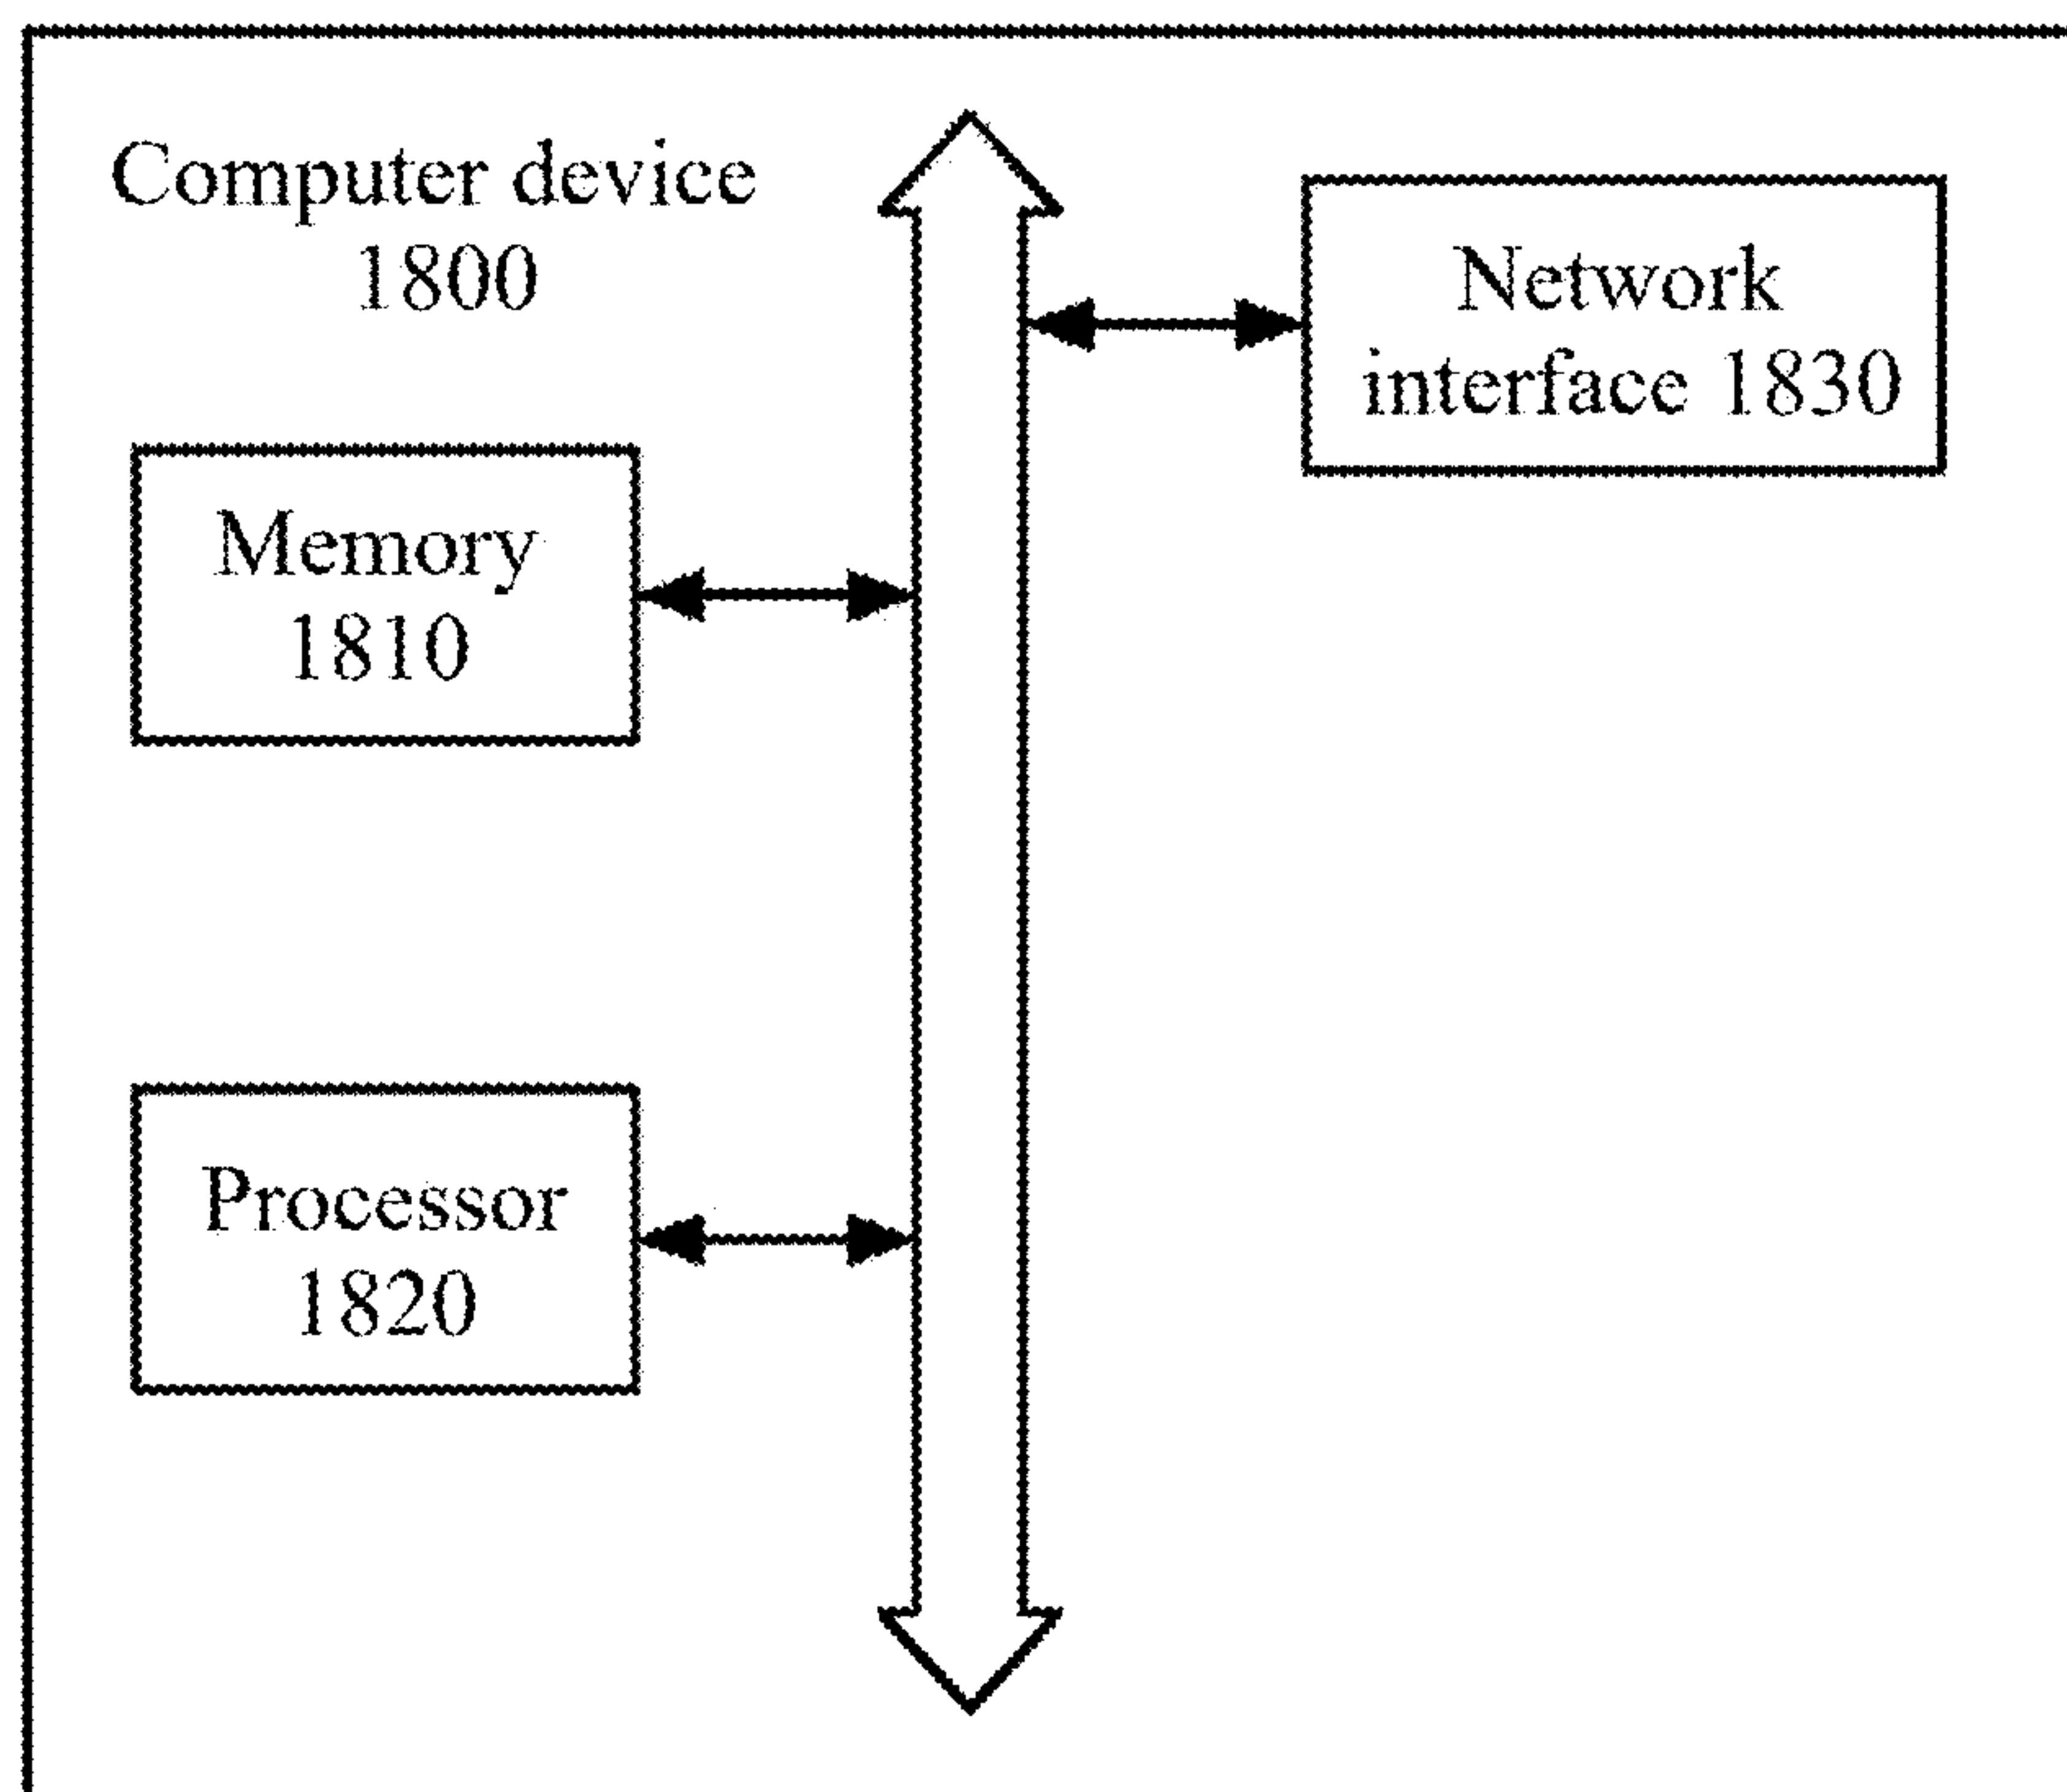 Computer device
1800
Network
interface 1830
Memory
1810
Processor
1820